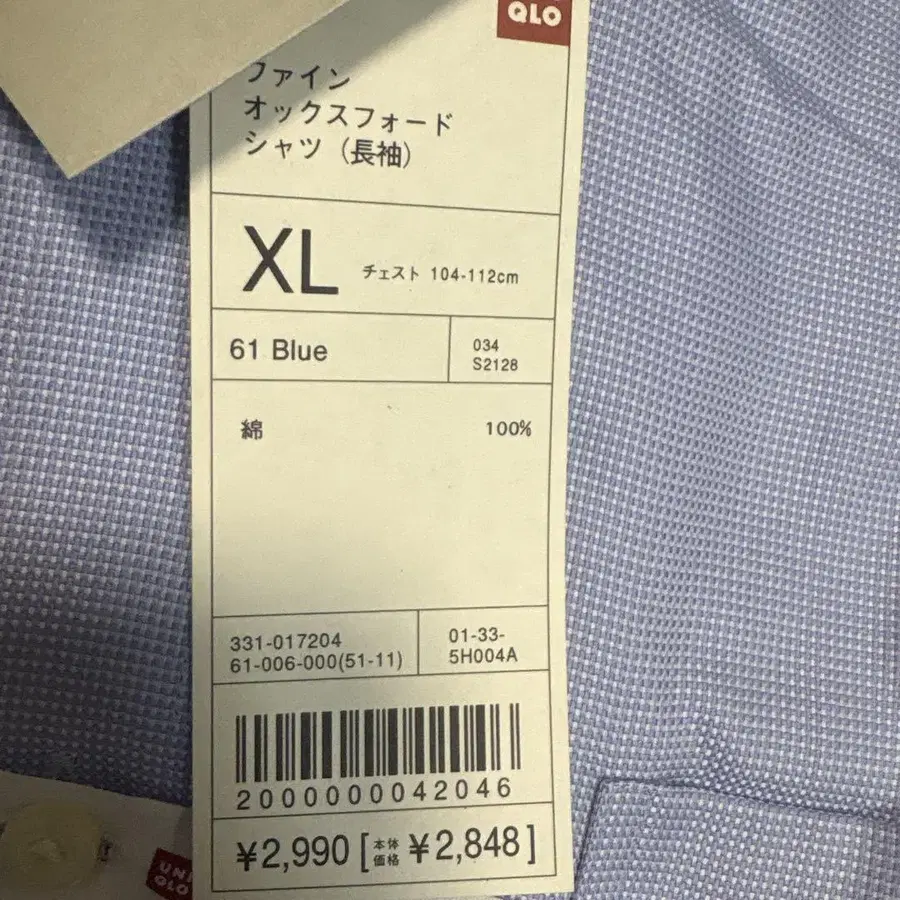 QLO
ファイン
オックスフォード
シャツ（長袖）
XL チェスト 104-112cm
61 Blue
034
S2128
綿 100%
331-017204
61-006-000(51-11)
01-33-
5H004A
2000000042046
¥2,990 [本体価格 ¥2,848]
UNI
QLO